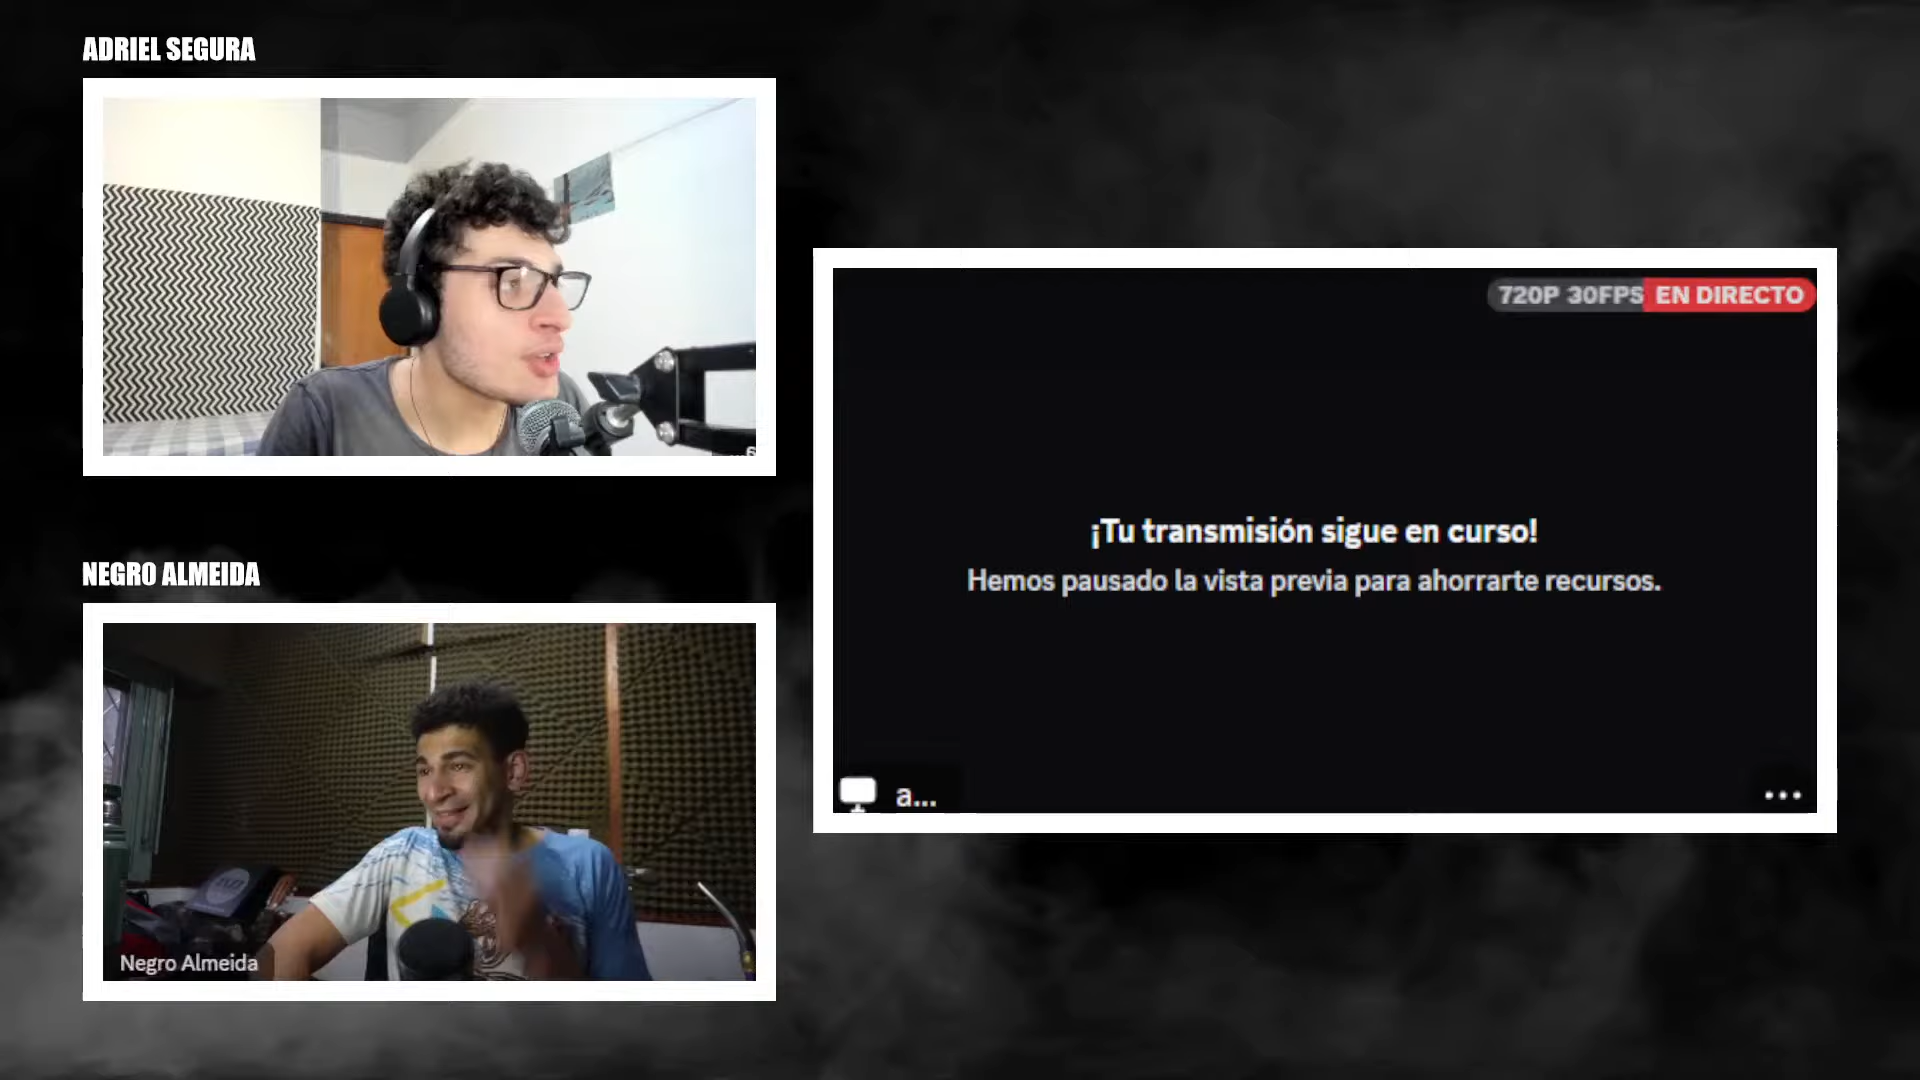 ADRIEL SEGURA
NEGRO ALMEIDA
Negro Almeida
720P 30FPS EN DIRECTO
¡Tu transmisión sigue en curso!
Hemos pausado la vista previa para ahorrarte recursos.
a...